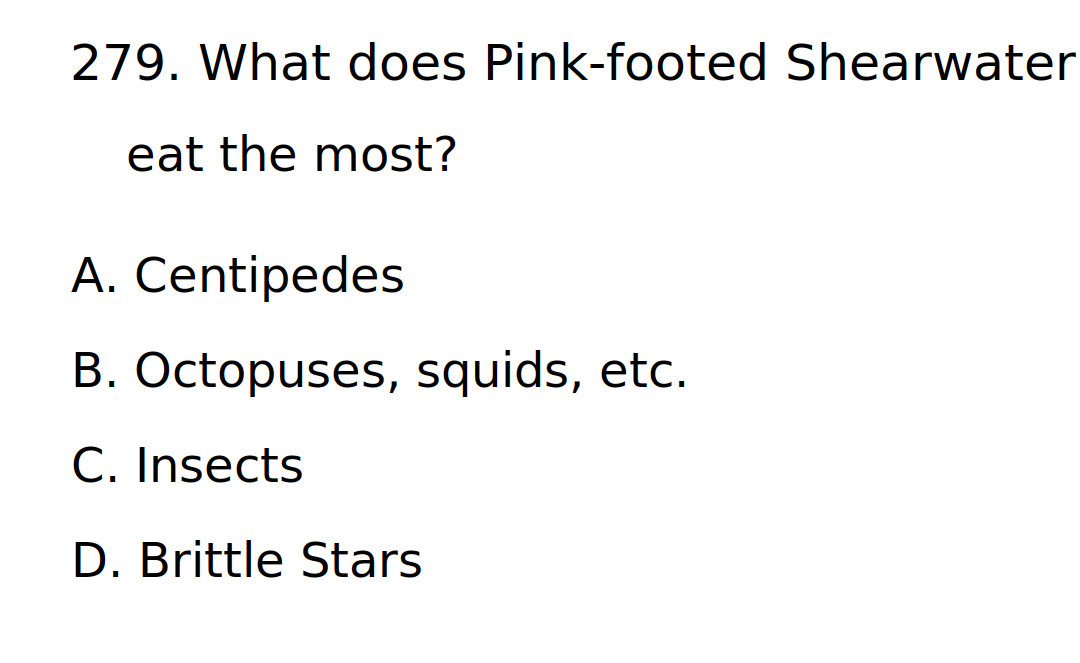 279. What does Pink-footed Shearwater
eat the most?
A. Centipedes
B. Octopuses, squids, etc.
C. Insects
D. Brittle Stars